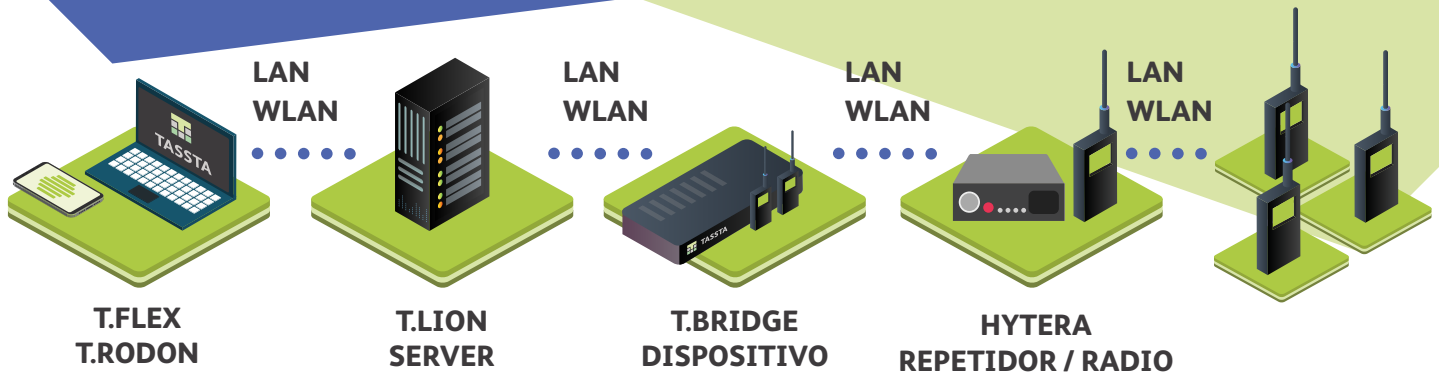 LAN
WLAN
LAN
WLAN
LAN
WLAN
LAN
WLAN
TASSTA
TASSTA
T.FLEX
T.RODON
T.LION
SERVER
T.BRIDGE
DISPOSITIVO
HYTERA
REPETIDOR / RADIO